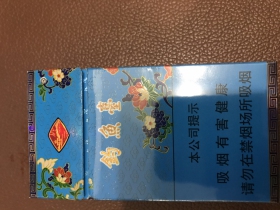 钓鱼臺
本公司提示
吸烟有害健康
请勿在禁烟场所吸烟